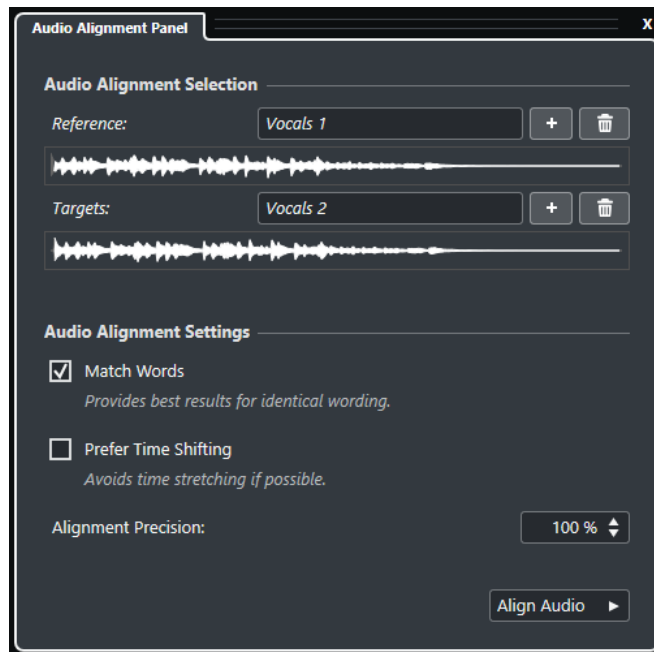 Audio Alignment Panel X
Audio Alignment Selection
Reference: Vocals 1 +
Targets: Vocals 2 +
Audio Alignment Settings
Match Words
Provides best results for identical wording.
Prefer Time Shifting
Avoids time stretching if possible.
Alignment Precision: 100 %
Align Audio